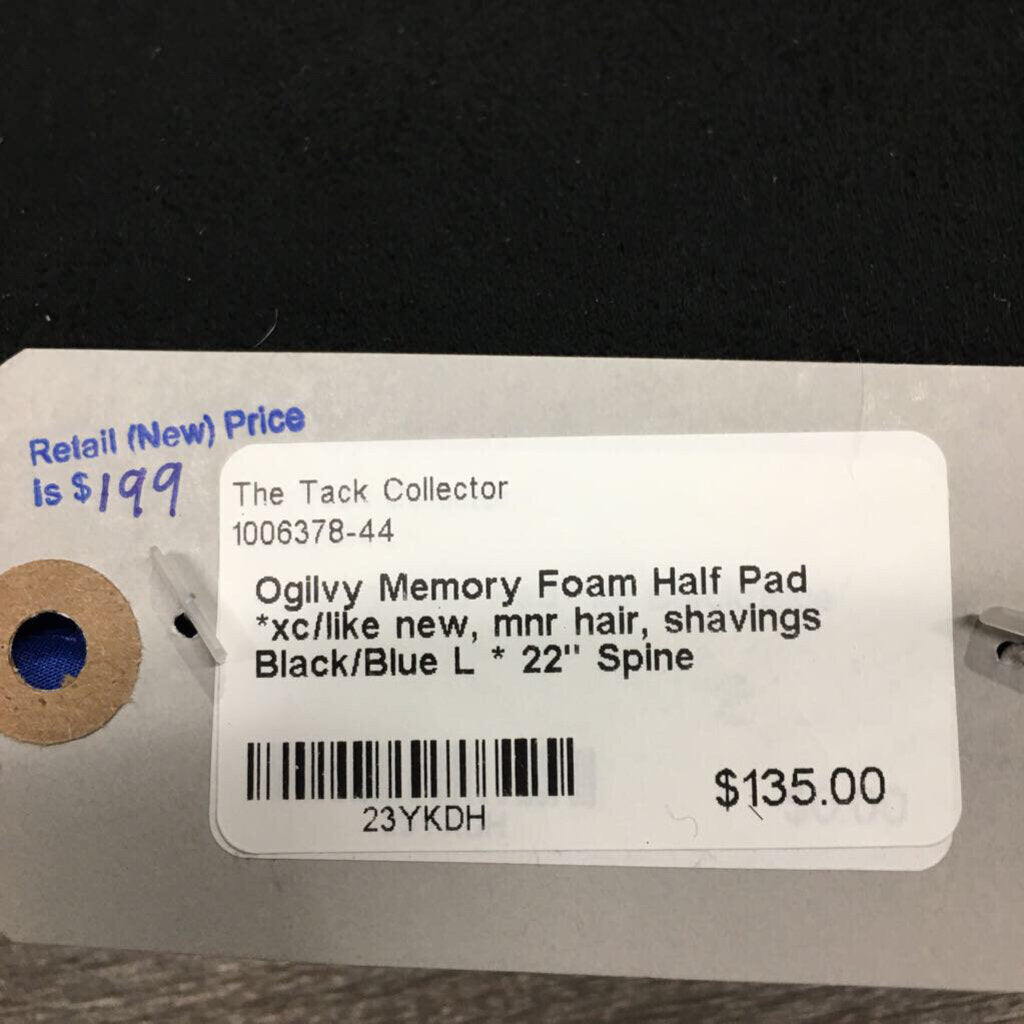 Retail (New) Price
Is $199
The Tack Collector
1006378-44
Ogilvy Memory Foam Half Pad
*xc/like new, mnr hair, shavings
Black/Blue L * 22" Spine
23YKDH
$135.00